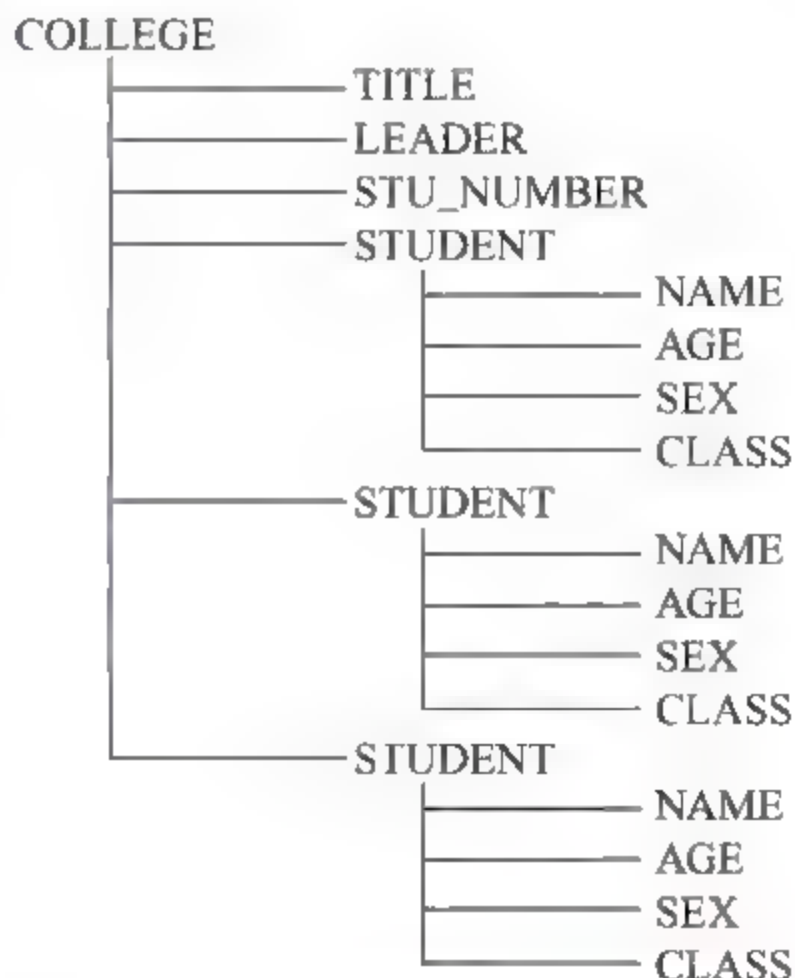 COLLEGE
TITLE
LEADER
STU_NUMBER
STUDENT
NAME
AGE
SEX
CLASS
STUDENT
NAME
AGE
SEX
CLASS
STUDENT
NAME
AGE
SEX
CLASS